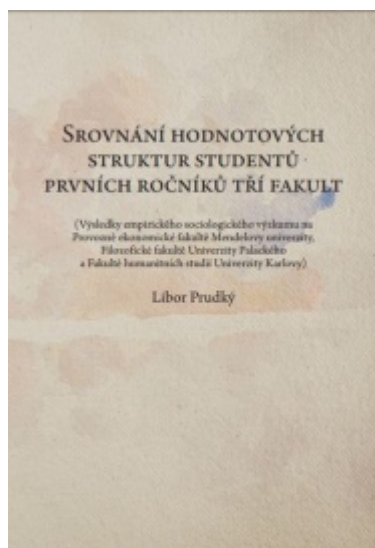 Srovnání hodnotových
struktur studentů
prvních ročníků tří fakult
(Výsledky empirického sociologického výzkumu na
Provozně ekonomické fakultě Mendelovy univerzity,
Filozofické fakultě Univerzity Palackého
a Fakultě humanitních studií Univerzity Karlovy)
Libor Prudký